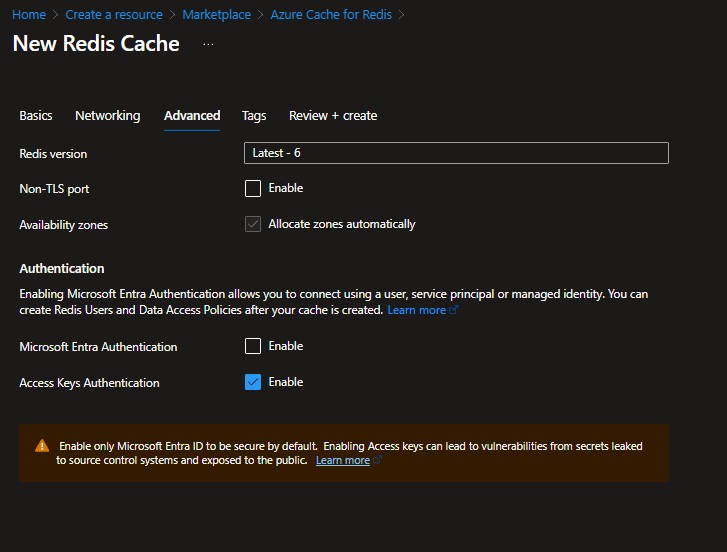 Home > Create a resource > Marketplace > Azure Cache for Redis >
New Redis Cache ...
Basics Networking Advanced Tags Review + create
Redis version Latest - 6
Non-TLS port Enable
Availability zones Allocate zones automatically
Authentication
Enabling Microsoft Entra Authentication allows you to connect using a user, service principal or managed identity. You can
create Redis Users and Data Access Policies after your cache is created. Learn more
Microsoft Entra Authentication Enable
Access Keys Authentication Enable
Enable only Microsoft Entra ID to be secure by default. Enabling Access keys can lead to vulnerabilities from secrets leaked
to source control systems and exposed to the public. Learn more